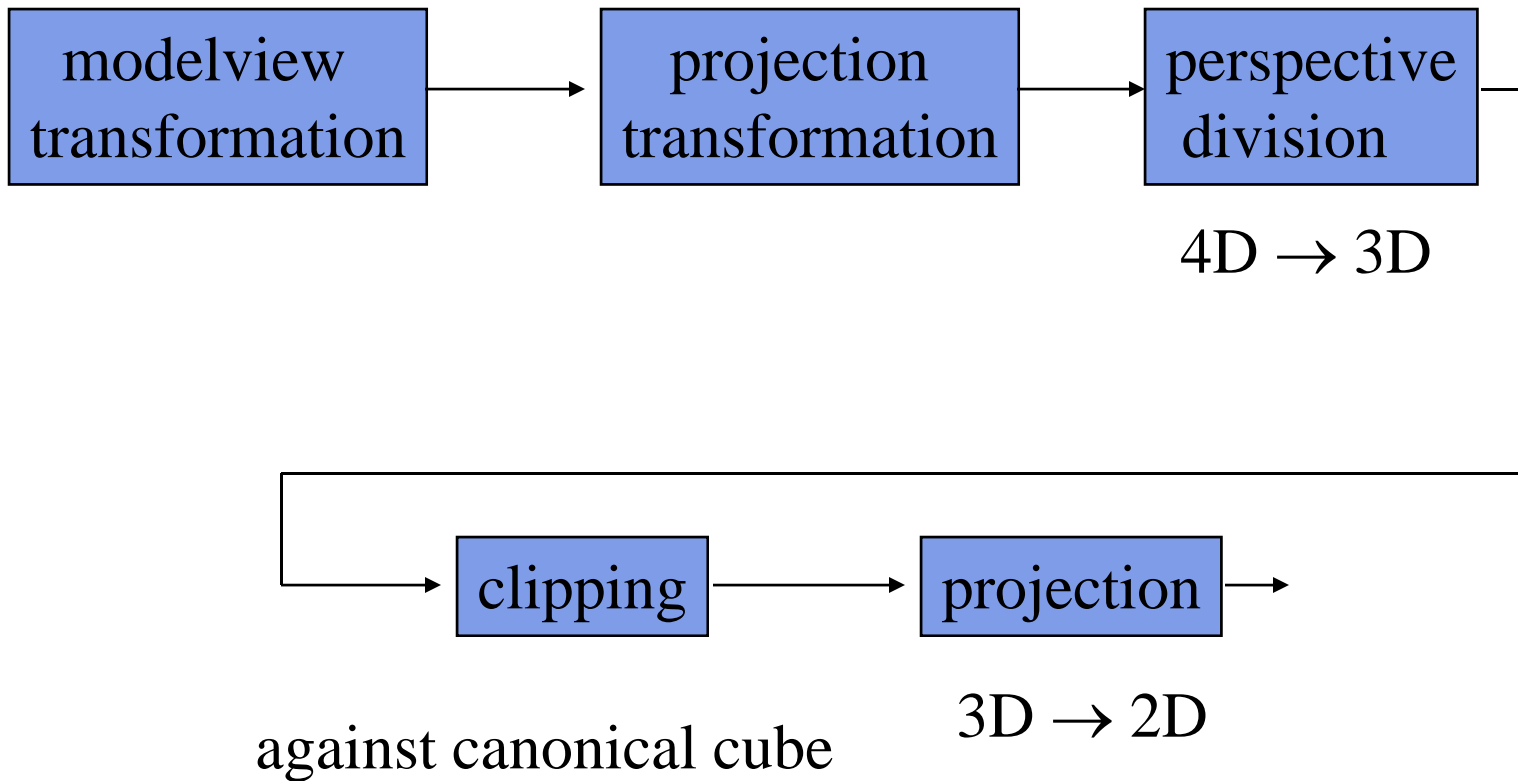 modelview
transformation
projection
transformation
perspective
division
4D → 3D
clipping
projection
against canonical cube
3D → 2D